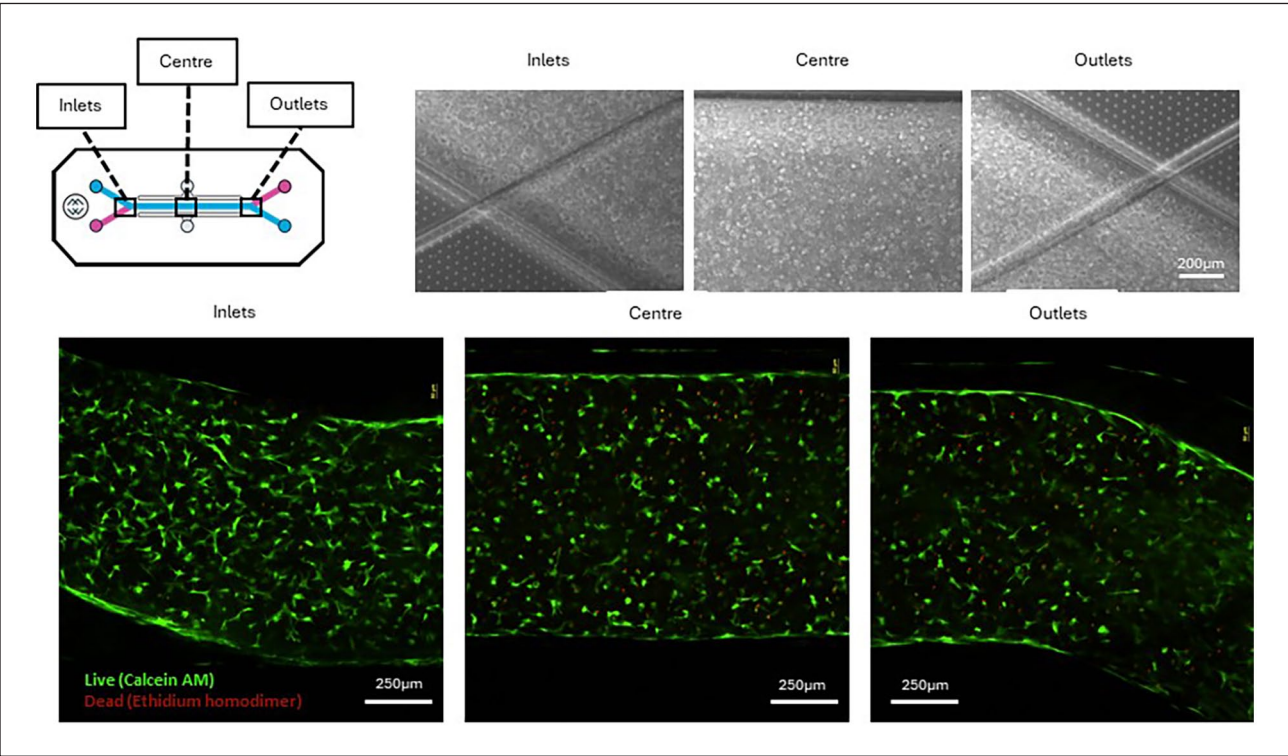 Centre
Inlets
Outlets
Inlets
Centre
Outlets
200µm
Inlets
Centre
Outlets
Live (Calcein AM)
Dead (Ethidium homodimer)
250µm
250µm
250µm